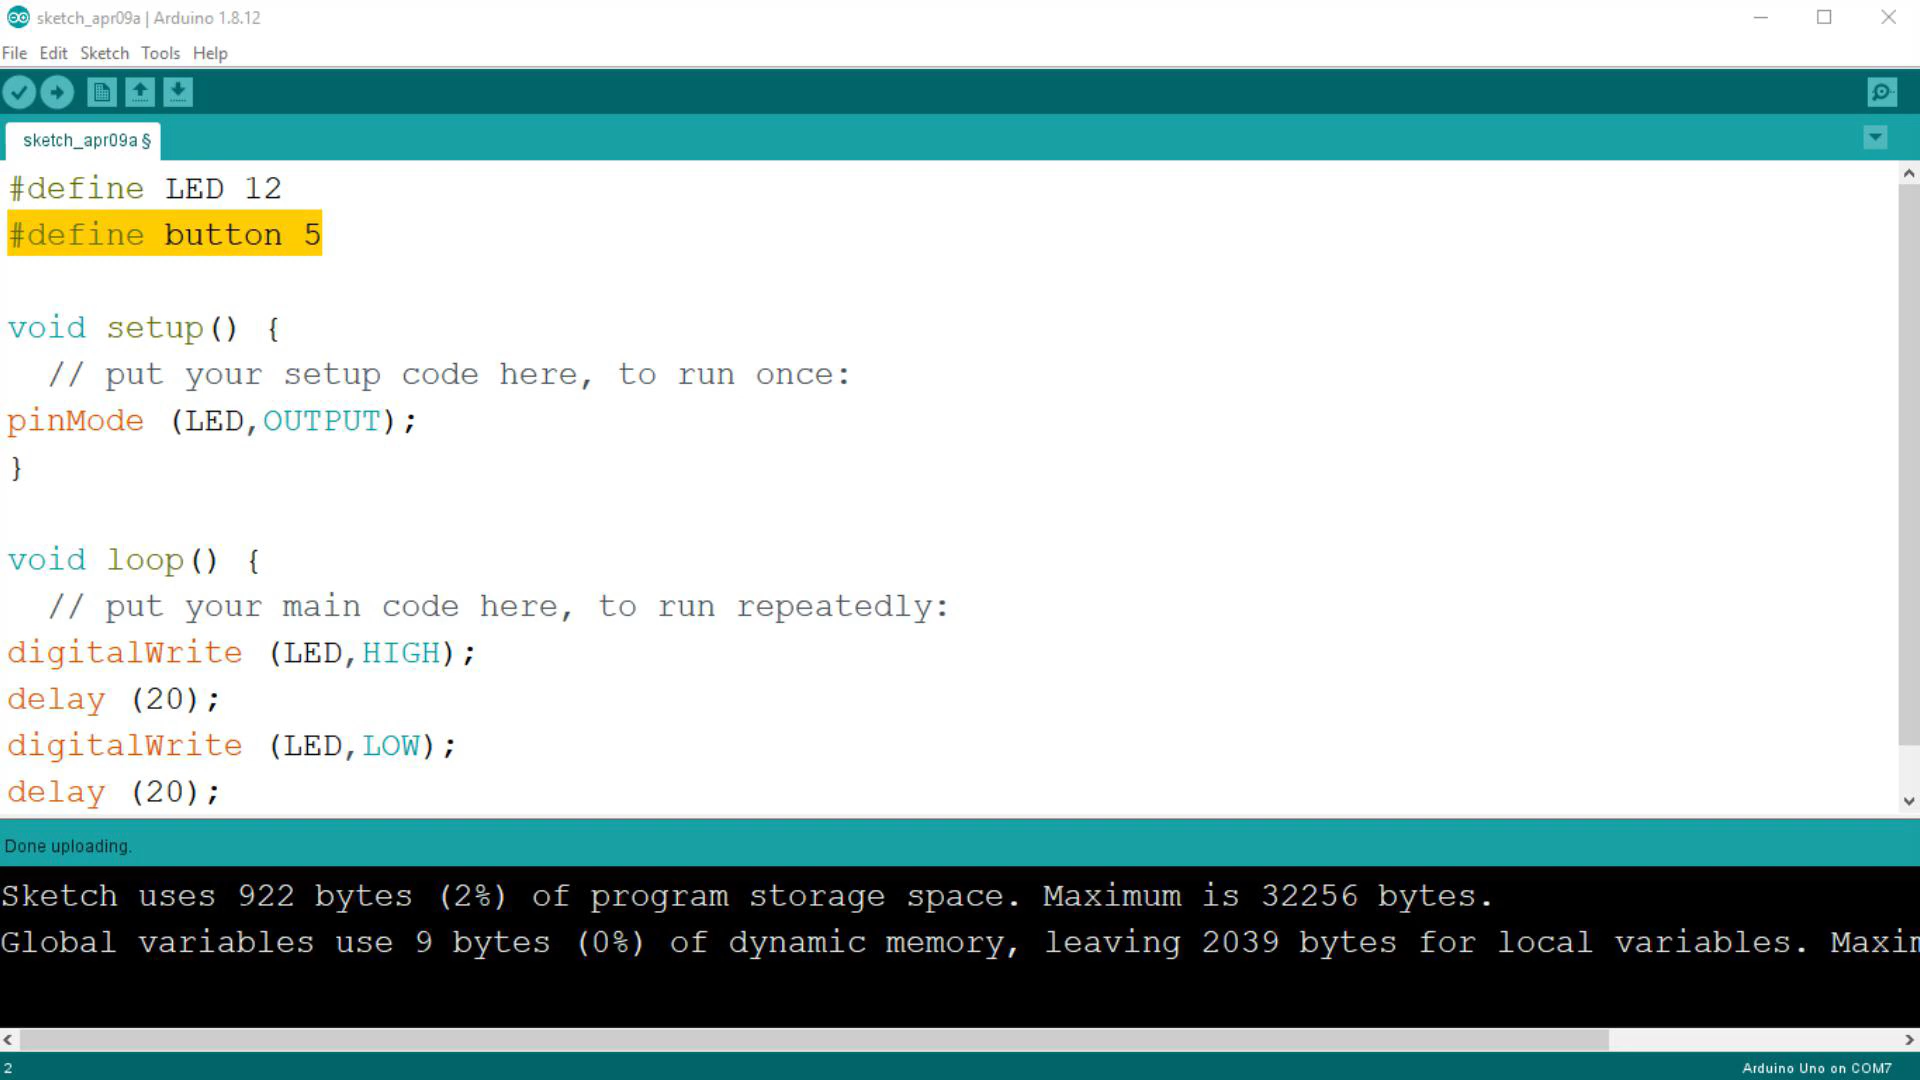 sketch_apr09a | Arduino 1.8.12
File Edit Sketch Tools Help
sketch_apr09a §
#define LED 12
#define button 5
void setup() {
// put your setup code here, to run once:
pinMode (LED,OUTPUT);
}
void loop() {
// put your main code here, to run repeatedly:
digitalWrite (LED,HIGH);
delay (20);
digitalWrite (LED,LOW);
delay (20);
Done uploading.
Sketch uses 922 bytes (2%) of program storage space. Maximum is 32256 bytes.
Global variables use 9 bytes (0%) of dynamic memory, leaving 2039 bytes for local variables. Maxim
2
Arduino Uno on COM7